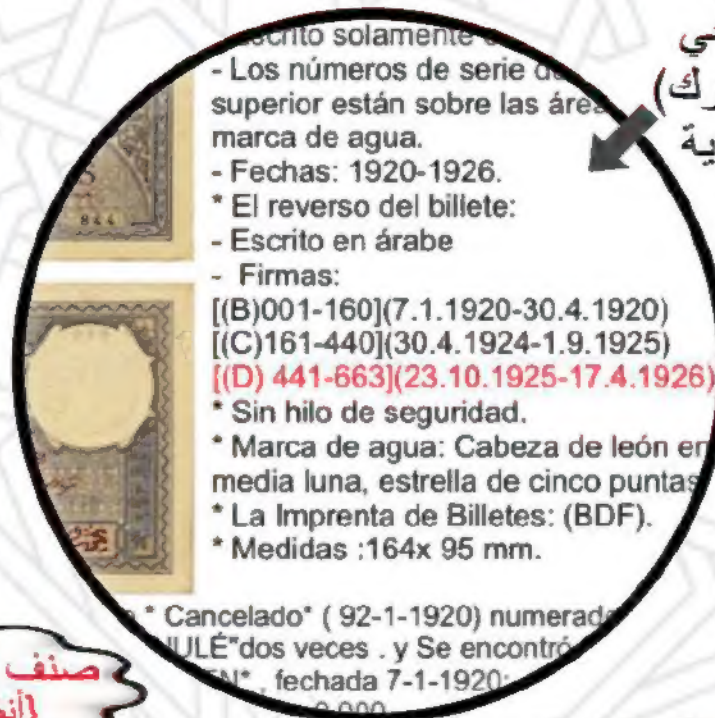 solamente
- Los números de serie
superior están sobre las
marca de agua.
- Fechas: 1920-1926.
* El reverso del billete:
- Escrito en árabe
- Firmas:
[(B)001-160](7.1.1920-30.4.1920)
[(C)161-440](30.4.1924-1.9.1925)
[(D) 441-663](23.10.1925-17.4.1926)
* Sin hilo de seguridad.
* Marca de agua: Cabeza de león en
media luna, estrella de cinco puntas
* La Imprenta de Billetes: (BDF).
* Medidas :164x 95 mm.
* Cancelado* ( 92-1-1920)
dos veces . y Se encontró
, fechada 7-1-1920:
صنف